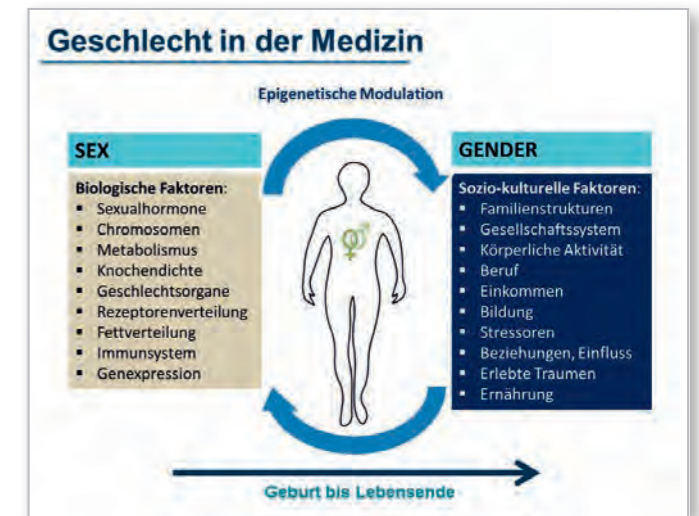 Geschlecht in der Medizin
Epigenetische Modulation
SEX
Biologische Faktoren:
▪ Sexualhormone
▪ Chromosomen
▪ Metabolismus
▪ Knochendichte
▪ Geschlechtsorgane
▪ Rezeptorenverteilung
▪ Fettverteilung
▪ Immunsystem
▪ Genexpression
GENDER
Sozio-kulturelle Faktoren:
▪ Familienstrukturen
▪ Gesellschaftssystem
▪ Körperliche Aktivität
▪ Beruf
▪ Einkommen
▪ Bildung
▪ Stressoren
▪ Beziehungen, Einfluss
▪ Erlebte Traumen
▪ Ernährung
Geburt bis Lebensende